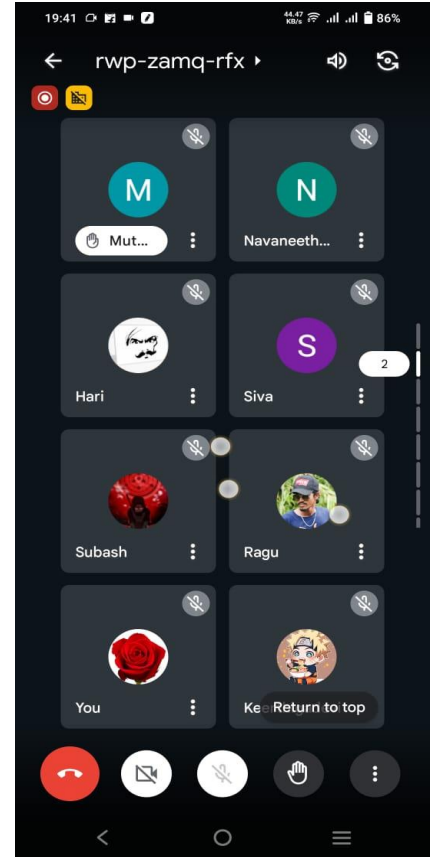 19:41 44.47 KB/s 86%
rwp-zamq-rfx
M
N
Mut...
Navaneeth...
Hari
S
Siva
2
Subash
Ragu
You
Return to top